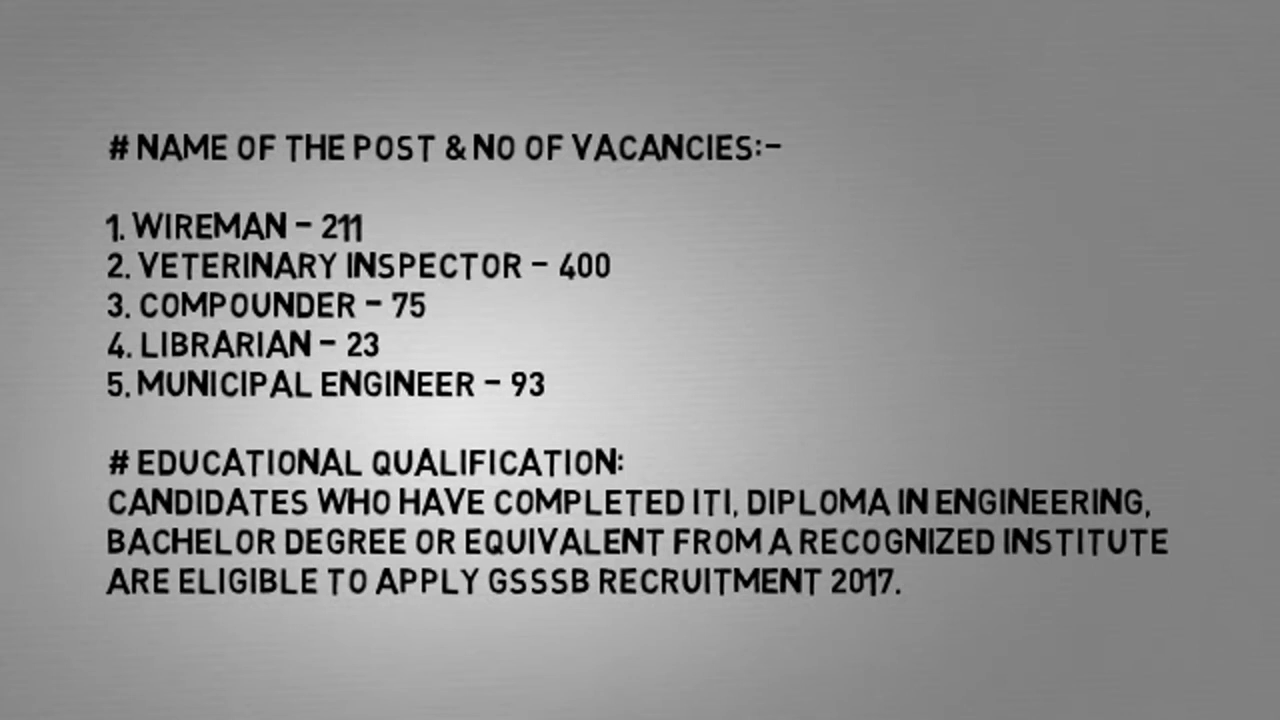 # NAME OF THE POST & NO OF VACANCIES:-
1. WIREMAN - 211
2. VETERINARY INSPECTOR - 400
3. COMPOUNDER - 75
4. LIBRARIAN - 23
5. MUNICIPAL ENGINEER - 93
# EDUCATIONAL QUALIFICATION:
CANDIDATES WHO HAVE COMPLETED ITI, DIPLOMA IN ENGINEERING,
BACHELOR DEGREE OR EQUIVALENT FROM A RECOGNIZED INSTITUTE
ARE ELIGIBLE TO APPLY GSSSB RECRUITMENT 2017.